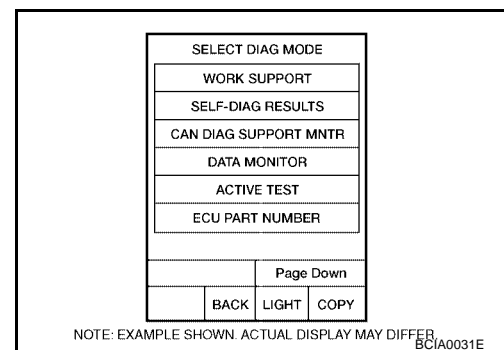 SELECT DIAG MODE
WORK SUPPORT
SELF-DIAG RESULTS
CAN DIAG SUPPORT MNTR
DATA MONITOR
ACTIVE TEST
ECU PART NUMBER
Page Down
BACK LIGHT COPY
NOTE: EXAMPLE SHOWN. ACTUAL DISPLAY MAY DIFFER.
BCIA0031E